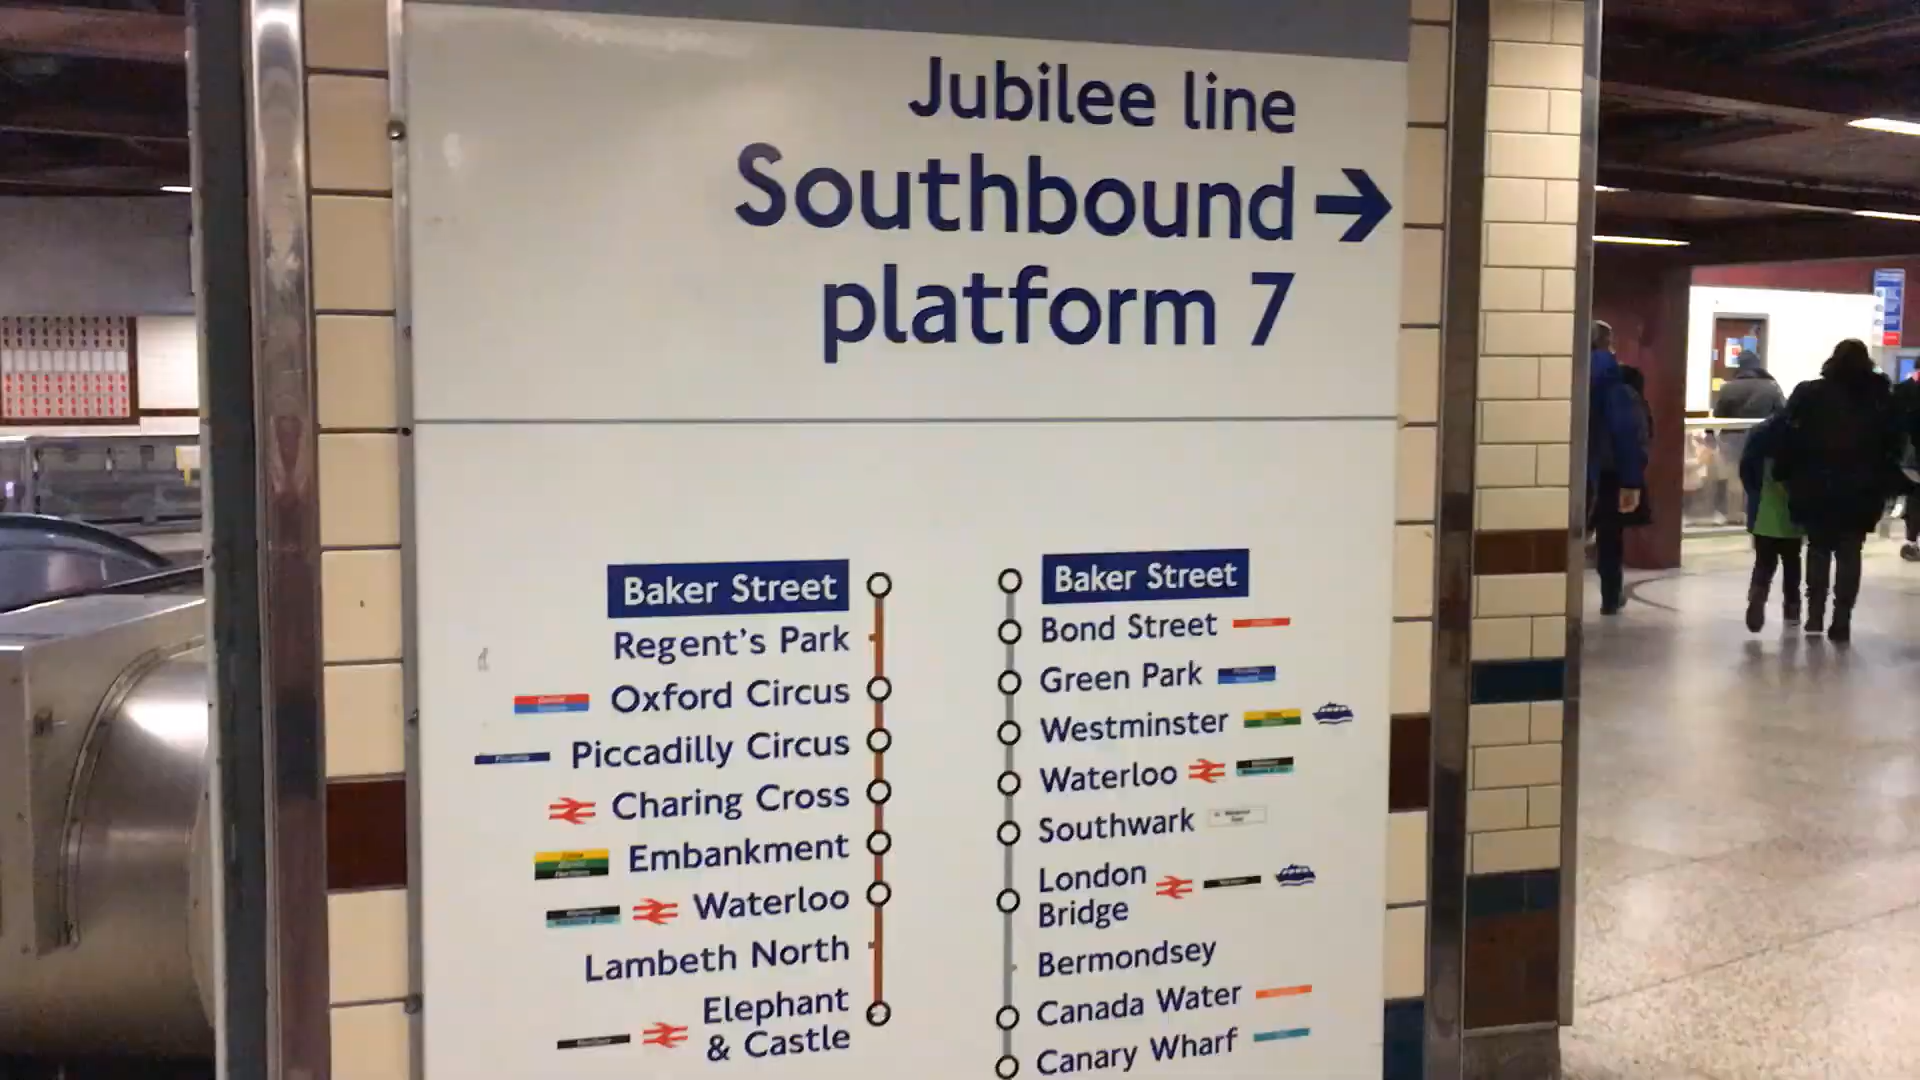 Jubilee line
Southbound →
platform 7
Baker Street
Regent's Park
Oxford Circus
Piccadilly Circus
Charing Cross
Embankment
Waterloo
Lambeth North
Elephant
& Castle
Baker Street
Bond Street
Green Park
Westminster
Waterloo
Southwark
London
Bridge
Bermondsey
Canada Water
Canary Wharf